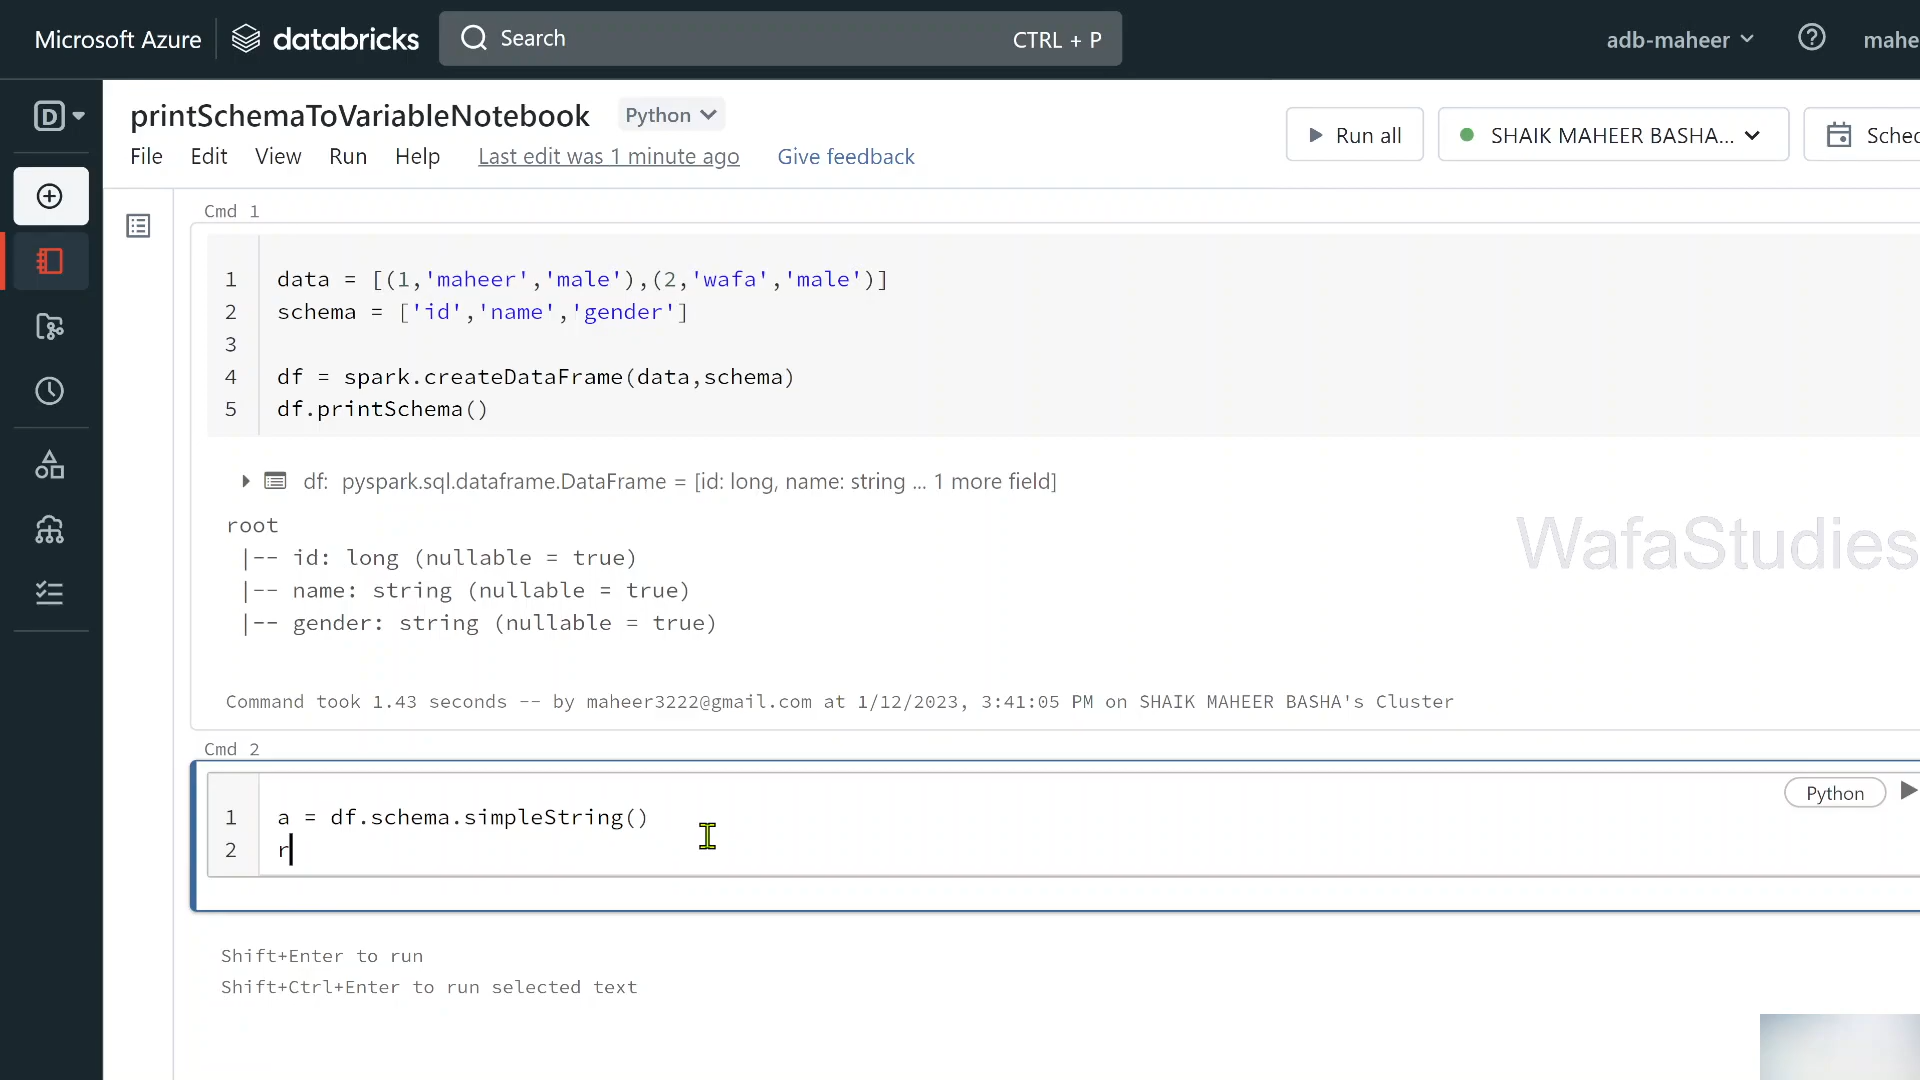 Microsoft Azure databricks Search CTRL + P adb-maheer mahe
printSchemaToVariableNotebook Python
Run all SHAIK MAHEER BASHA... Sched
File Edit View Run Help Last edit was 1 minute ago Give feedback
Cmd 1
1 data = [(1,'maheer','male'),(2,'wafa','male')]
2 schema = ['id','name','gender']
3
4 df = spark.createDataFrame(data,schema)
5 df.printSchema()
df: pyspark.sql.dataframe.DataFrame = [id: long, name: string ... 1 more field]
root
|-- id: long (nullable = true)
|-- name: string (nullable = true)
|-- gender: string (nullable = true)
WafaStudies
Command took 1.43 seconds -- by maheer3222@gmail.com at 1/12/2023, 3:41:05 PM on SHAIK MAHEER BASHA's Cluster
Cmd 2
Python
1 a = df.schema.simpleString()
2 r
Shift+Enter to run
Shift+Ctrl+Enter to run selected text